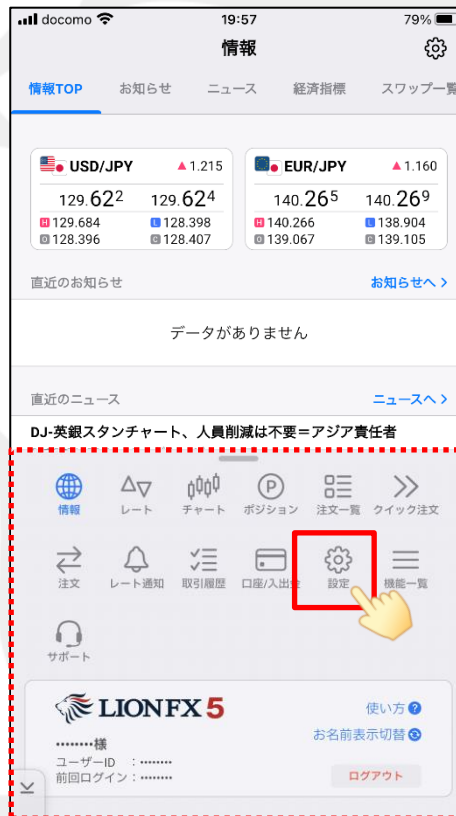 docomo 19:57 79%
情報
情報TOP お知らせ ニュース 経済指標 スワップ一覧
USD/JPY ▲1.215 EUR/JPY ▲1.160
129.622 129.624 140.265 140.269
H 129.684 L 128.398 H 140.266 L 138.904
O 128.396 C 128.407 O 139.067 C 139.105
直近のお知らせ お知らせへ >
データがありません
直近のニュース ニュースへ >
DJ-英銀スタンチャート、人員削減は不要＝アジア責任者
情報 レート チャート P ポジション 注文一覧 クイック注文
注文 レート通知 取引履歴 口座/入出金 設定 機能一覧
サポート
LION FX 5 使い方 ?
お名前表示切替
••••••••様
ユーザーID :••••••••
前回ログイン :•••••••• ログアウト